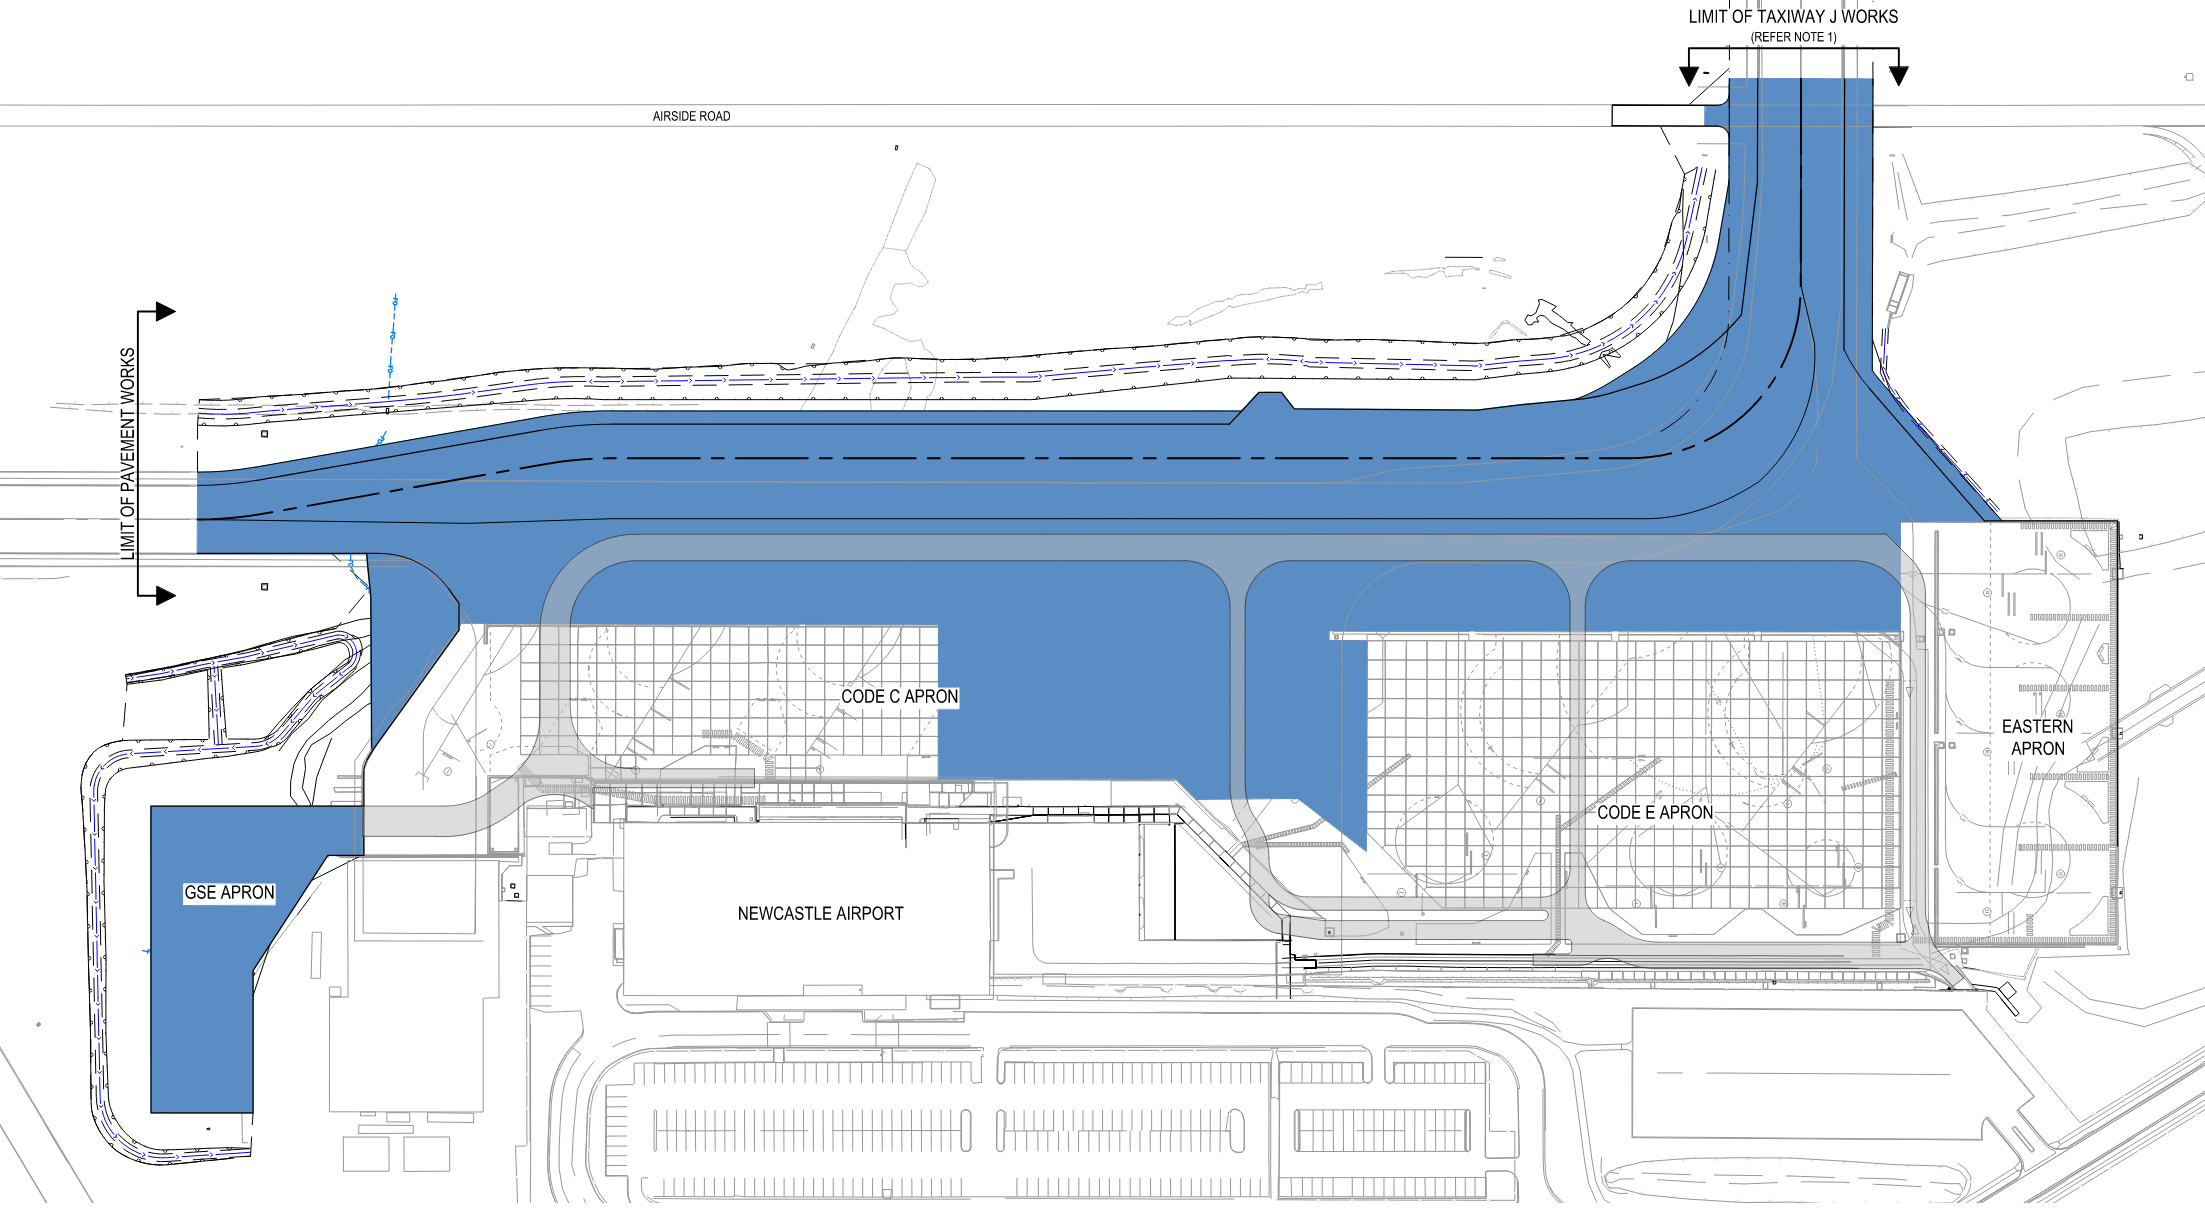 LIMIT OF TAXIWAY J WORKS
(REFER NOTE 1)
AIRSIDE ROAD
LIMIT OF PAVEMENT WORKS
CODE C APRON
EASTERN
APRON
CODE E APRON
GSE APRON
NEWCASTLE AIRPORT